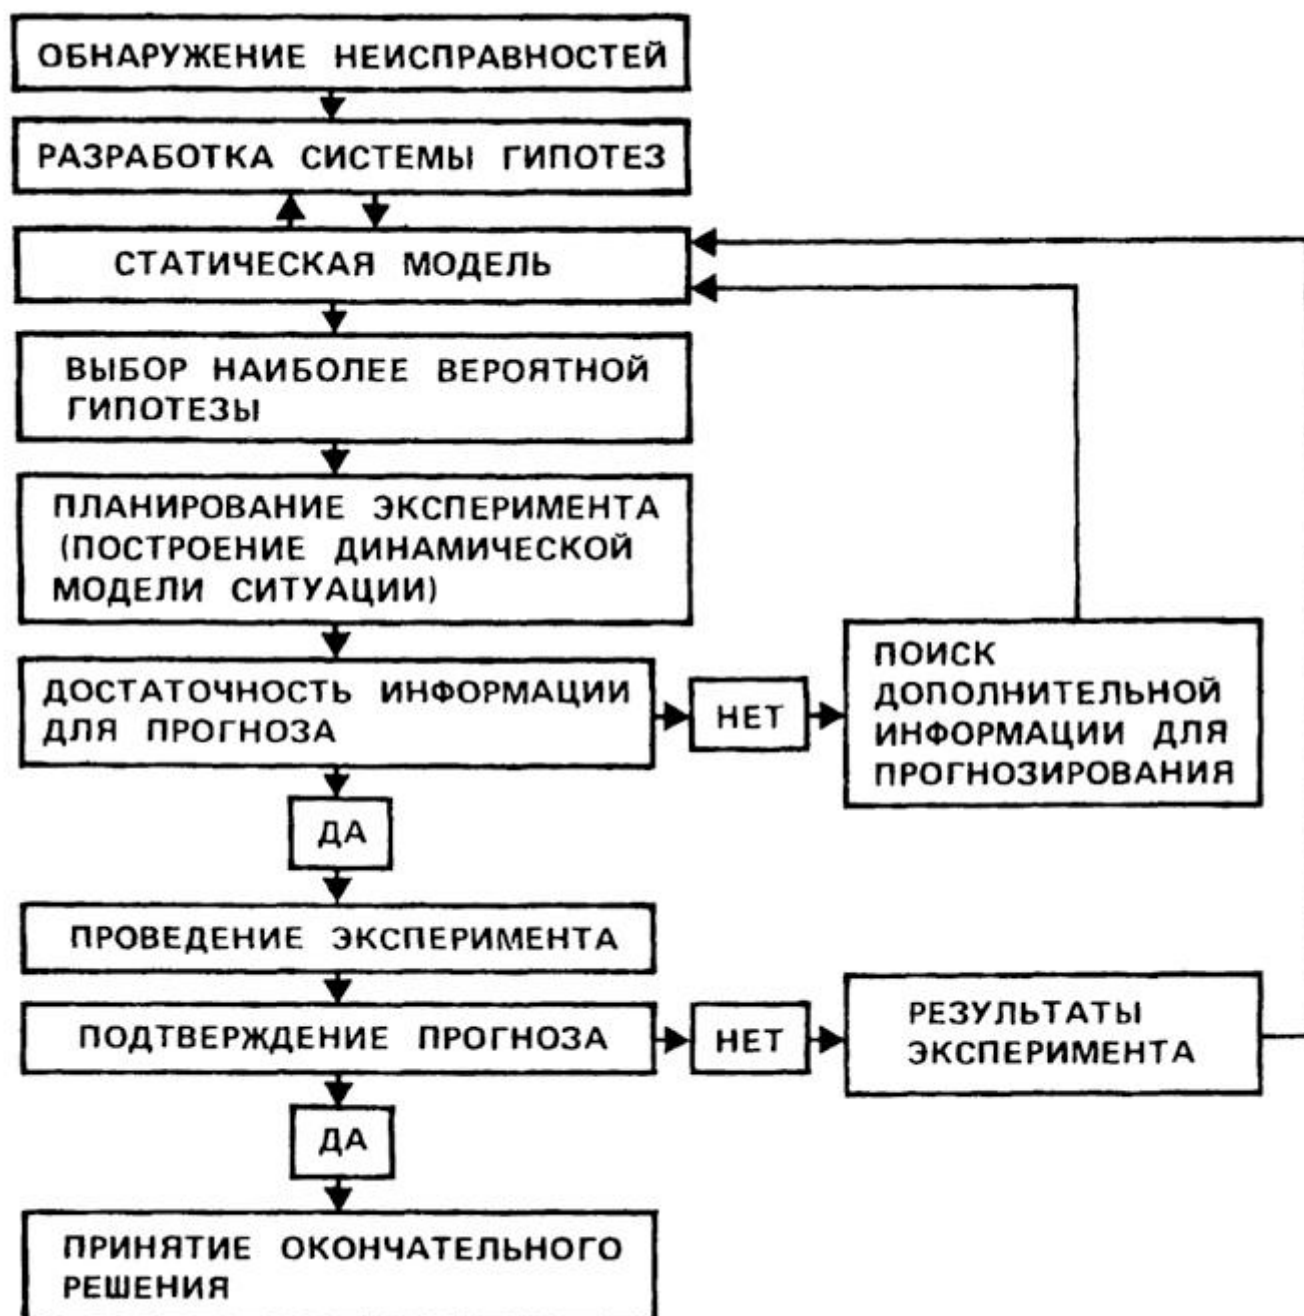 ОБНАРУЖЕНИЕ НЕИСПРАВНОСТЕЙ
РАЗРАБОТКА СИСТЕМЫ ГИПОТЕЗ
СТАТИЧЕСКАЯ МОДЕЛЬ
ВЫБОР НАИБОЛЕЕ ВЕРОЯТНОЙ
ГИПОТЕЗЫ
ПЛАНИРОВАНИЕ ЭКСПЕРИМЕНТА
(ПОСТРОЕНИЕ ДИНАМИЧЕСКОЙ
МОДЕЛИ СИТУАЦИИ)
ДОСТАТОЧНОСТЬ ИНФОРМАЦИИ
ДЛЯ ПРОГНОЗА
НЕТ
ПОИСК
ДОПОЛНИТЕЛЬНОЙ
ИНФОРМАЦИИ ДЛЯ
ПРОГНОЗИРОВАНИЯ
ДА
ПРОВЕДЕНИЕ ЭКСПЕРИМЕНТА
ПОДТВЕРЖДЕНИЕ ПРОГНОЗА
НЕТ
РЕЗУЛЬТАТЫ
ЭКСПЕРИМЕНТА
ДА
ПРИНЯТИЕ ОКОНЧАТЕЛЬНОГО
РЕШЕНИЯ